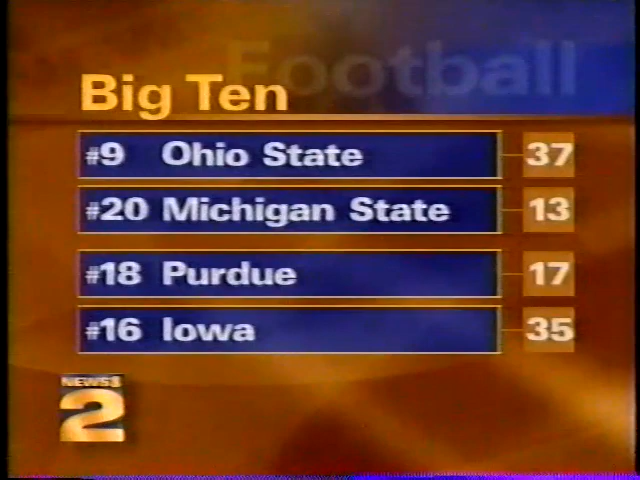 Football
Big Ten
#9 Ohio State 37
#20 Michigan State 13
#18 Purdue 17
#16 Iowa 35
NEWS
2